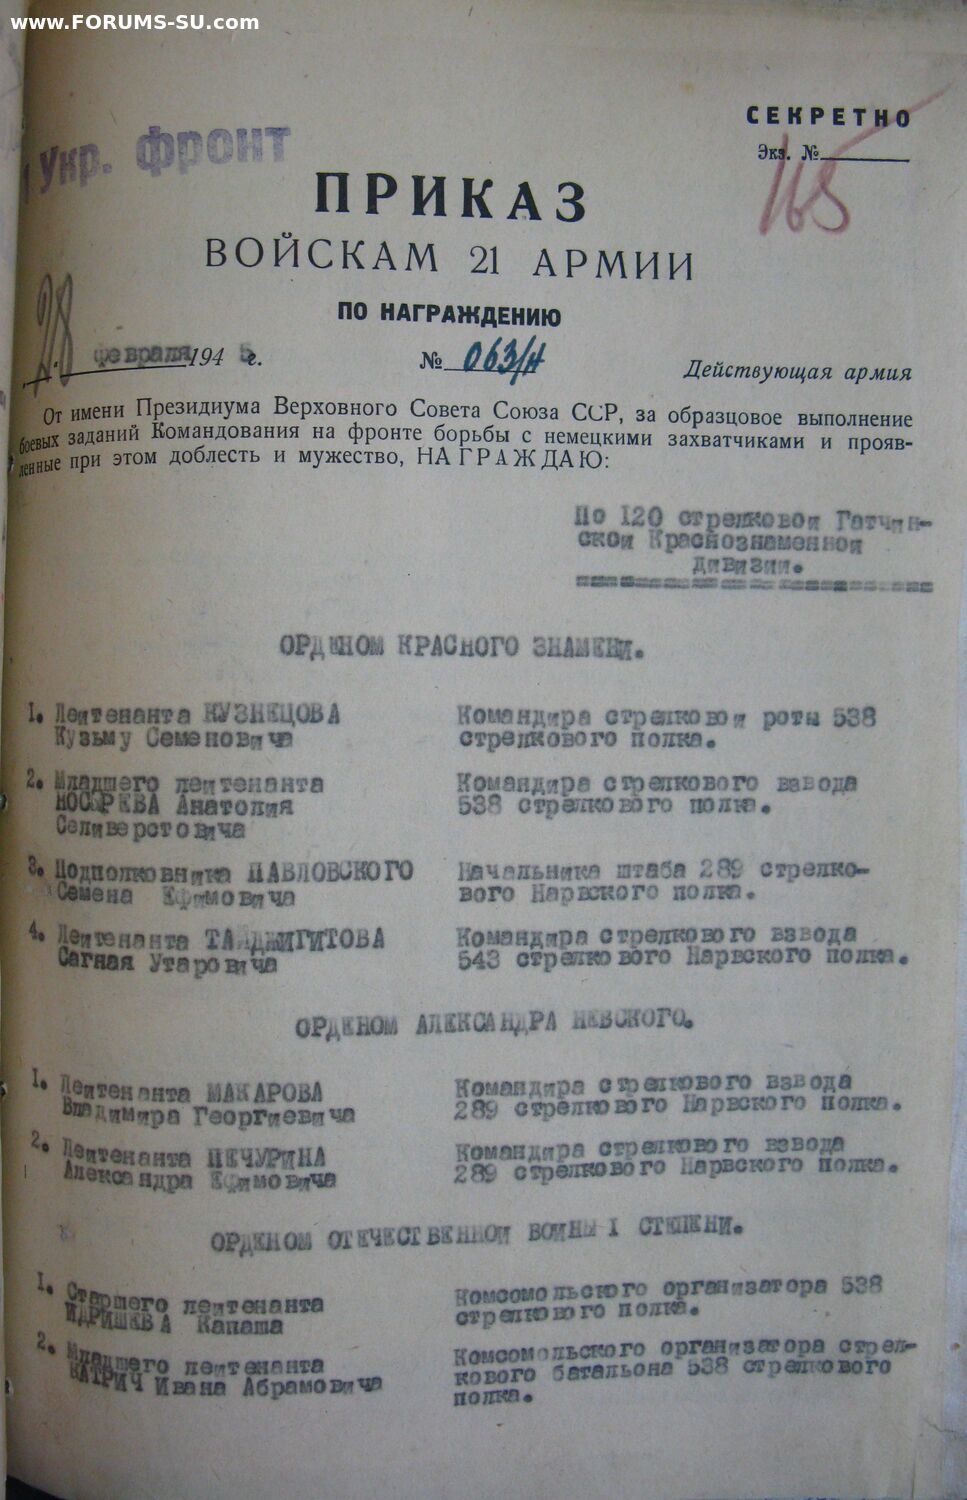 www.FORUMS-SU.com
СЕКРЕТНО
Экз. №
165
Укр. фронт
ПРИКАЗ
ВОЙСКАМ 21 АРМИИ
ПО НАГРАЖДЕНИЮ
28 февраля 1945 г. № 063/н Действующая армия
От имени Президиума Верховного Совета Союза ССР, за образцовое выполнение
боевых заданий Командования на фронте борьбы с немецкими захватчиками и прояв-
ленные при этом доблесть и мужество, НАГРАЖДАЮ:
По 120 стрелковой Гатчин-
ской Краснознаменной
дивизии.
ОРДЕНОМ КРАСНОГО ЗНАМЕНИ.
1. Лейтенанта КУЗНЕЦОВА Командира стрелковой роты 538
Кузьму Семеновича стрелкового полка.
2. Младшего лейтенанта Командира стрелкового взвода
Анатолия 538 стрелкового полка.
Селиверстовича
3. Подполковника ПАВЛОВСКОГО Начальника штаба 289 стрелко-
Семена Ефимовича вого Нарвского полка.
4. Лейтенанта Командира стрелкового взвода
Сагная Утаровича 543 стрелкового Нарвского полка.
ОРДЕНОМ АЛЕКСАНДРА НЕВСКОГО.
1. Лейтенанта МАКАРОВА Командира стрелкового взвода
Владимира Георгиевича 289 стрелкового Нарвского полка.
2. Лейтенанта ПЕЧУРИНА Командира стрелкового взвода
Александра Ефимовича 289 стрелкового Нарвского полка.
ОРДЕНОМ ОТЕЧЕСТВЕННОЙ ВОЙНЫ I СТЕПЕНИ.
1. Старшего лейтенанта Комсомольского организатора 538
ИДРИШЕВА Капаша стрелкового полка.
2. Младшего лейтенанта Комсомольского организатора стрел-
Ивана Абрамовича кового батальона 538 стрелкового
полка.